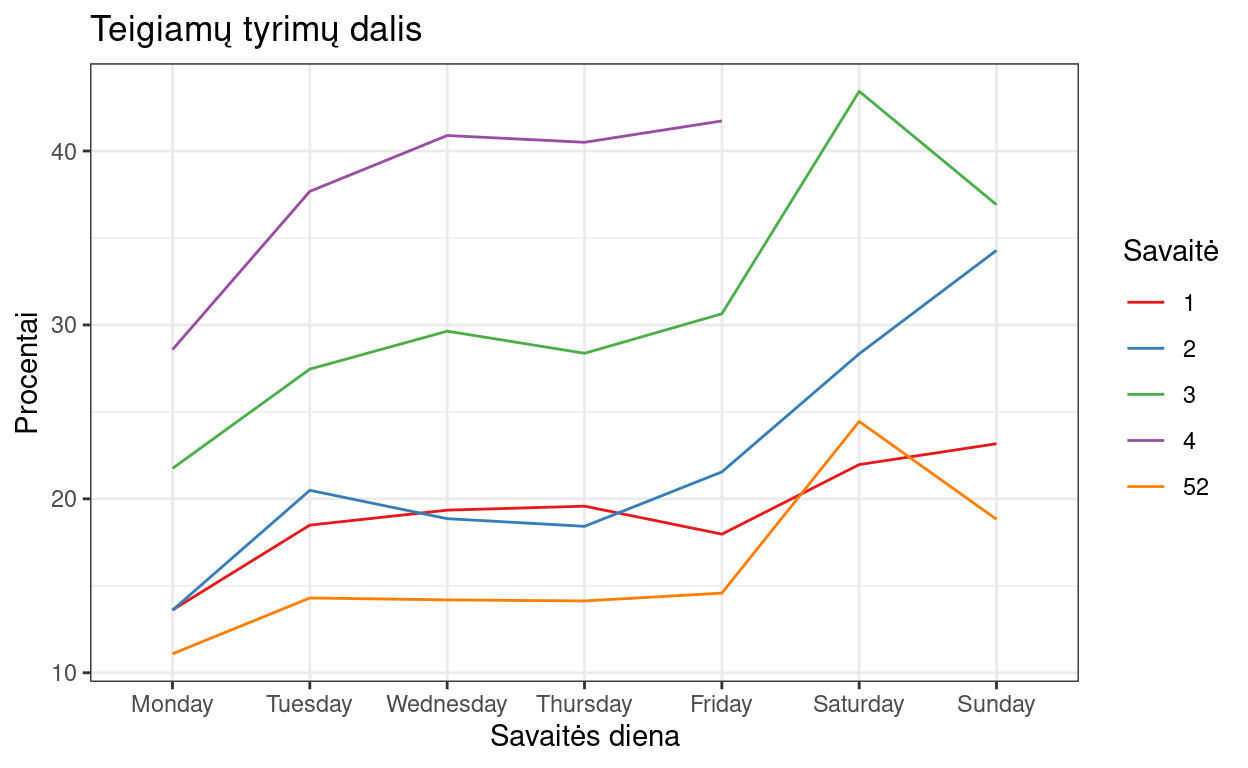 Teigiamų tyrimų dalis
Procentai
40
30
20
10
Monday Tuesday Wednesday Thursday Friday Saturday Sunday
Savaitės diena
Savaitė
1
2
3
4
52